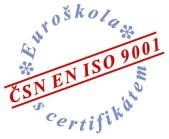 *Euroškola*
ČSN EN ISO 9001
s certifikátem